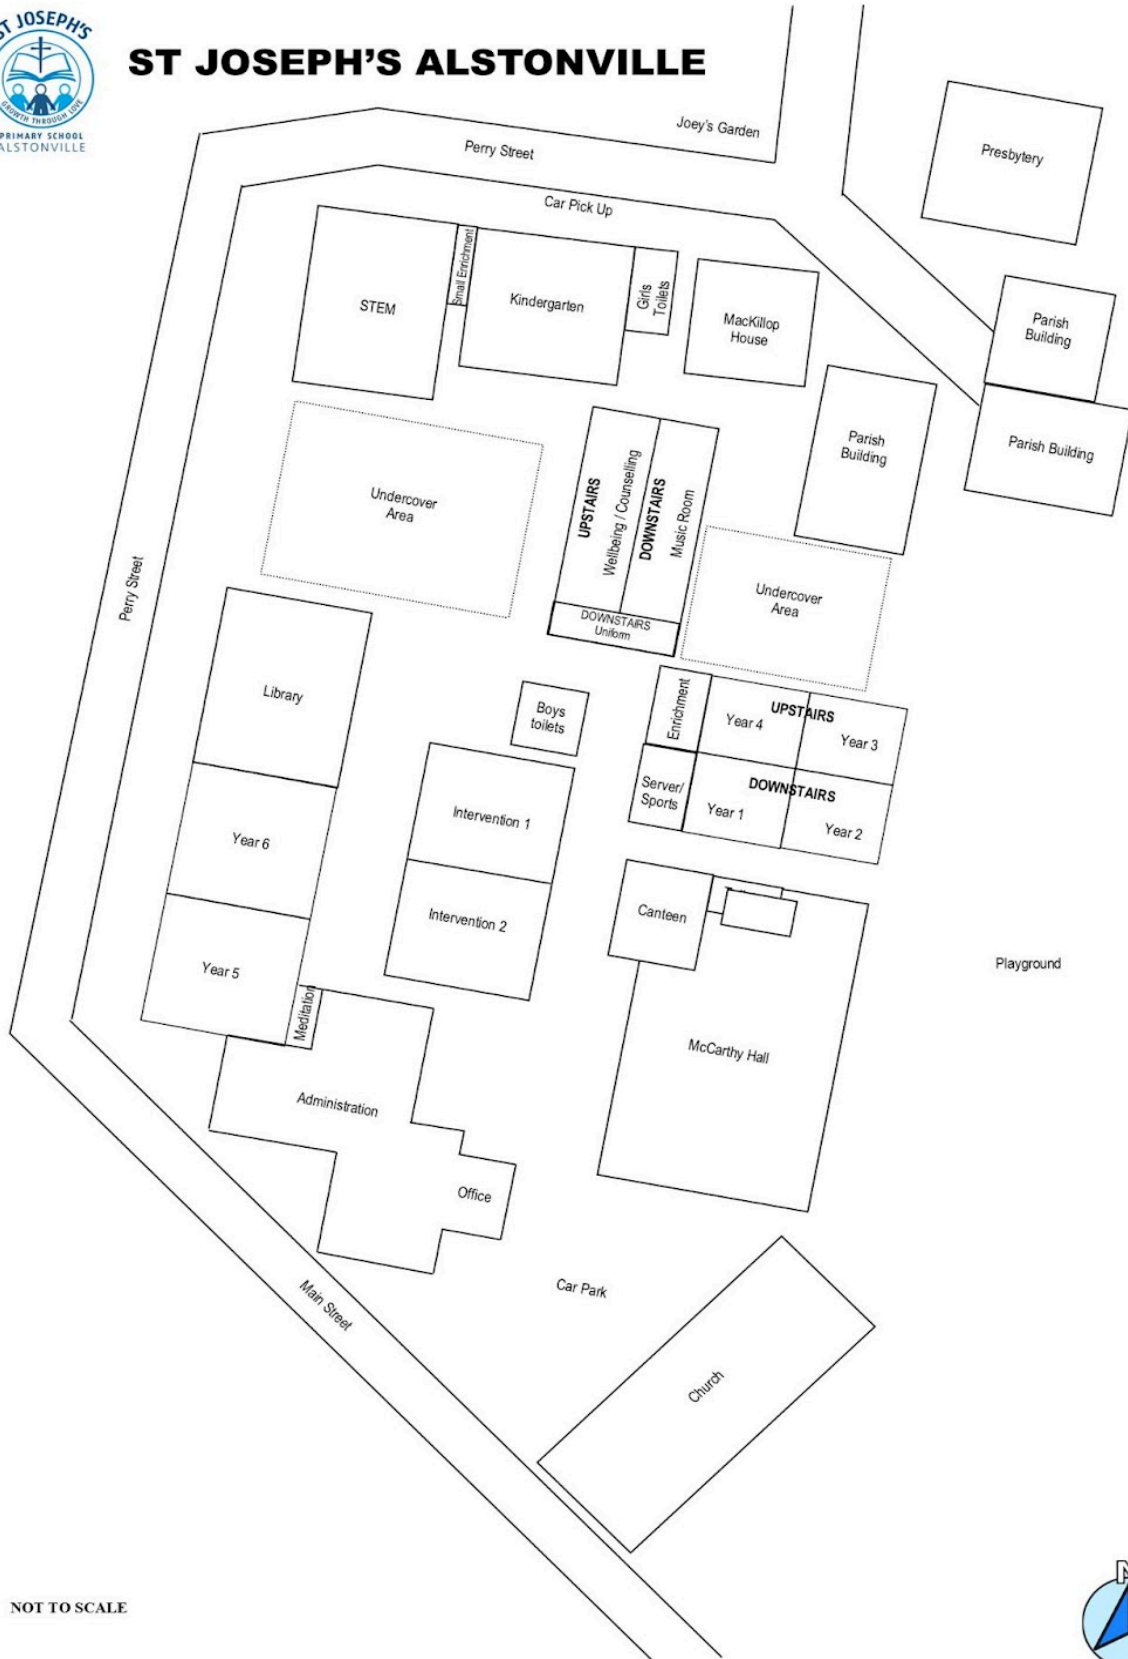 ST JOSEPH'S
GROWTH THROUGH LOVE
PRIMARY SCHOOL
ALSTONVILLE
ST JOSEPH'S ALSTONVILLE
Joey's Garden
Perry Street
Presbytery
Car Pick Up
Small Enrichment
STEM
Kindergarten
Girls
Toilets
MacKillop
House
Parish
Building
Parish
Building
Parish Building
Undercover
Area
UPSTAIRS
Wellbeing / Counselling
DOWNSTAIRS
Music Room
DOWNSTAIRS
Uniform
Undercover
Area
Perry Street
Library
Boys
toilets
Enrichment
UPSTAIRS
Year 4
Year 3
Server/
Sports
DOWNSTAIRS
Year 1
Year 2
Intervention 1
Year 6
Intervention 2
Canteen
Year 5
Meditation
Playground
McCarthy Hall
Administration
Office
Car Park
Main Street
Church
NOT TO SCALE
N